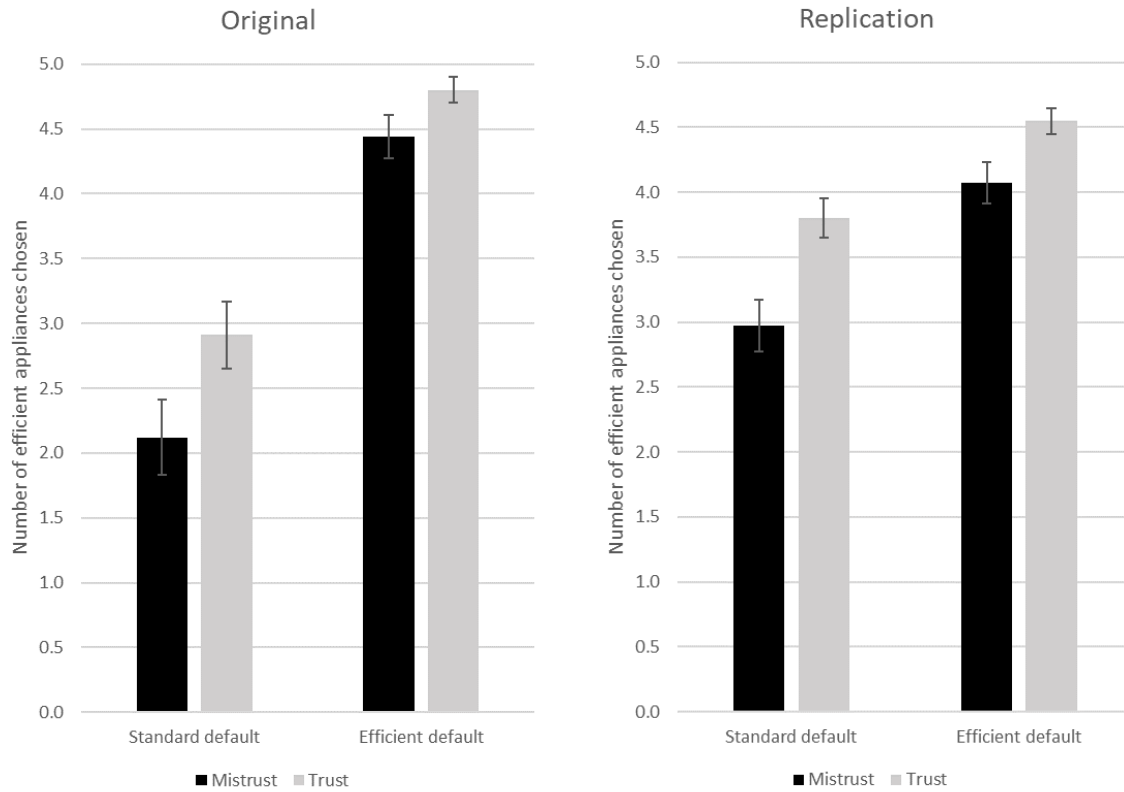 Original
Number of efficient appliances chosen
5.0
4.5
4.0
3.5
3.0
2.5
2.0
1.5
1.0
0.5
0.0
Standard default
Efficient default
Mistrust
Trust
Replication
Number of efficient appliances chosen
5.0
4.5
4.0
3.5
3.0
2.5
2.0
1.5
1.0
0.5
0.0
Standard default
Efficient default
Mistrust
Trust